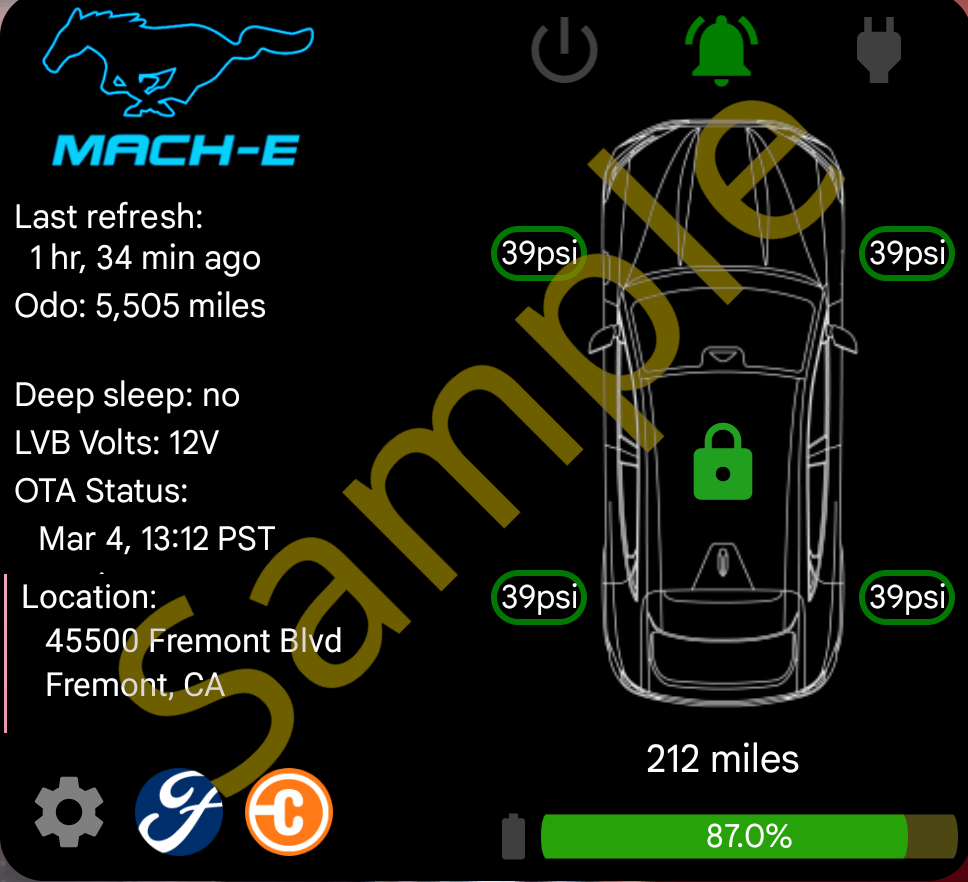 MACH-E
Last refresh:
1 hr, 34 min ago
Odo: 5,505 miles
Deep sleep: no
LVB Volts: 12V
OTA Status:
Mar 4, 13:12 PST
Location:
45500 Fremont Blvd
Fremont, CA
39psi
39psi
39psi
39psi
212 miles
87.0%
Sample